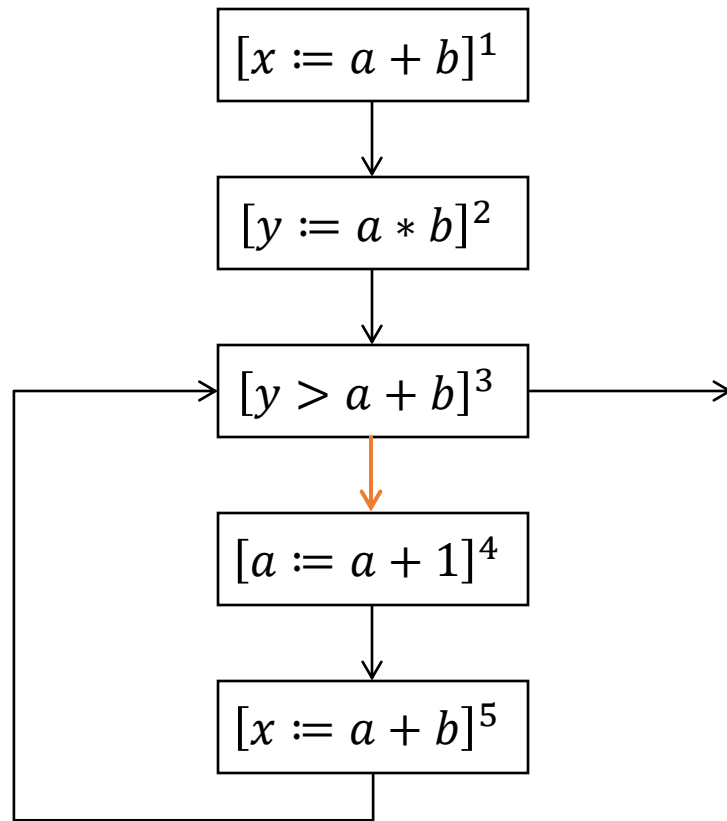 [x ≔ a + b]¹
[y ≔ a ∗ b]²
[y > a + b]³
[a ≔ a + 1]⁴
[x ≔ a + b]⁵